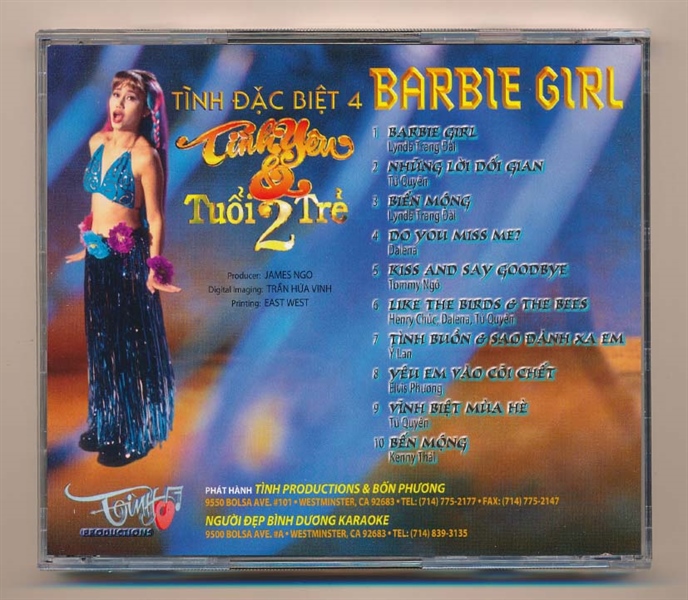 TÌNH ĐẶC BIỆT 4
BARBIE GIRL
Tình Yêu
&
Tuổi 2 Trẻ
Producer: JAMES NGO
Digital Imaging: TRẦN HỨA VINH
Printing: EAST WEST
1 BARBIE GIRL
Lynda Trang Đài
2 NHỮNG LỜI DỐI GIAN
Tú Quyên
3 BIỂN MỘNG
Lynda Trang Đài
4 DO YOU MISS ME?
Dalena
5 KISS AND SAY GOODBYE
Tommy Ngô
6 LIKE THE BIRDS & THE BEES
Henry Chúc, Dalena, Tú Quyên
7 TÌNH BUỒN & SAO ĐÀNH XA EM
Ý Lan
8 YÊU EM VÀO CÕI CHẾT
Elvis Phương
9 VĨNH BIỆT MÙA HÈ
Tú Quyên
10 BẾN MỘNG
Kenny Thái
Tình
PRODUCTIONS
PHÁT HÀNH TÌNH PRODUCTIONS & BỐN PHƯƠNG
9550 BOLSA AVE. #101 • WESTMINSTER, CA 92683 • TEL: (714) 775-2177 • FAX: (714) 775-2147
NGƯỜI ĐẸP BÌNH DƯƠNG KARAOKE
9500 BOLSA AVE. #A • WESTMINSTER, CA 92683 • TEL: (714) 839-3135